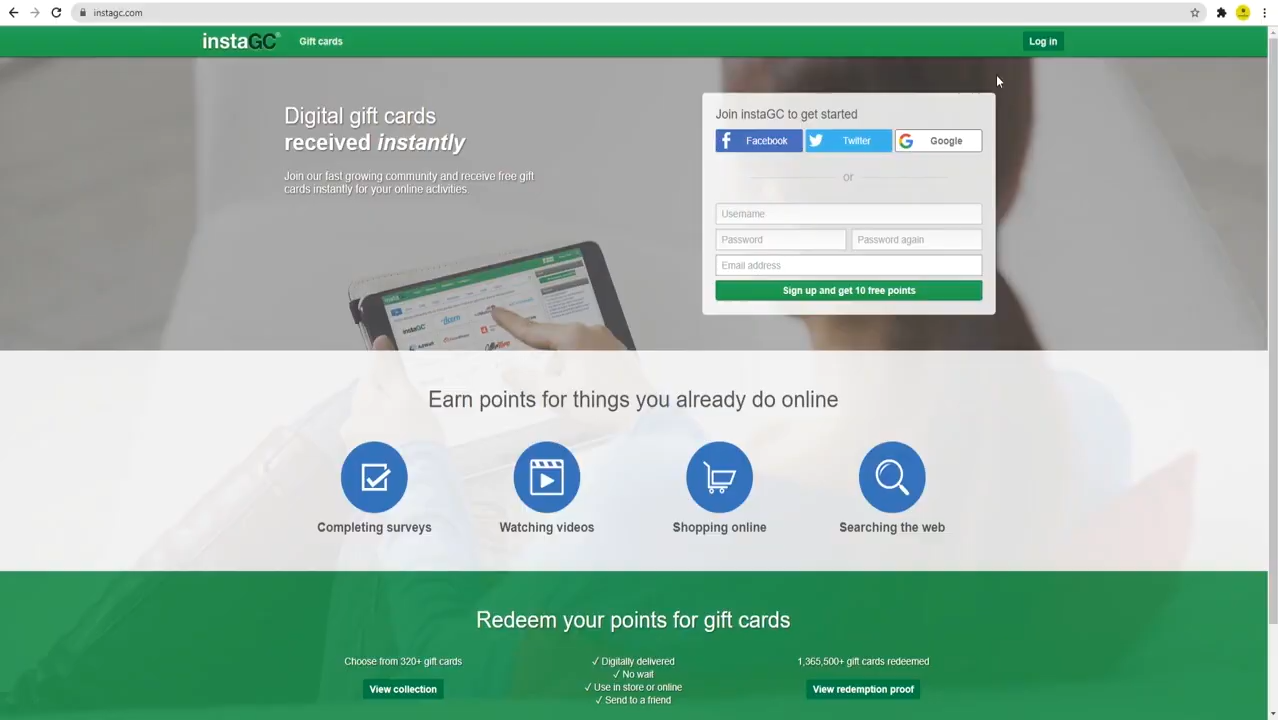 instagc.com
instaGC®
Gift cards
Log in
Digital gift cards
received instantly
Join our fast growing community and receive free gift
cards instantly for your online activities.
Join instaGC to get started
Facebook
Twitter
Google
or
Username
Password
Password again
Email address
Sign up and get 10 free points
Earn points for things you already do online
Completing surveys
Watching videos
Shopping online
Searching the web
Redeem your points for gift cards
Choose from 320+ gift cards
View collection
✓ Digitally delivered
✓ No wait
✓ Use in store or online
✓ Send to a friend
1,365,500+ gift cards redeemed
View redemption proof